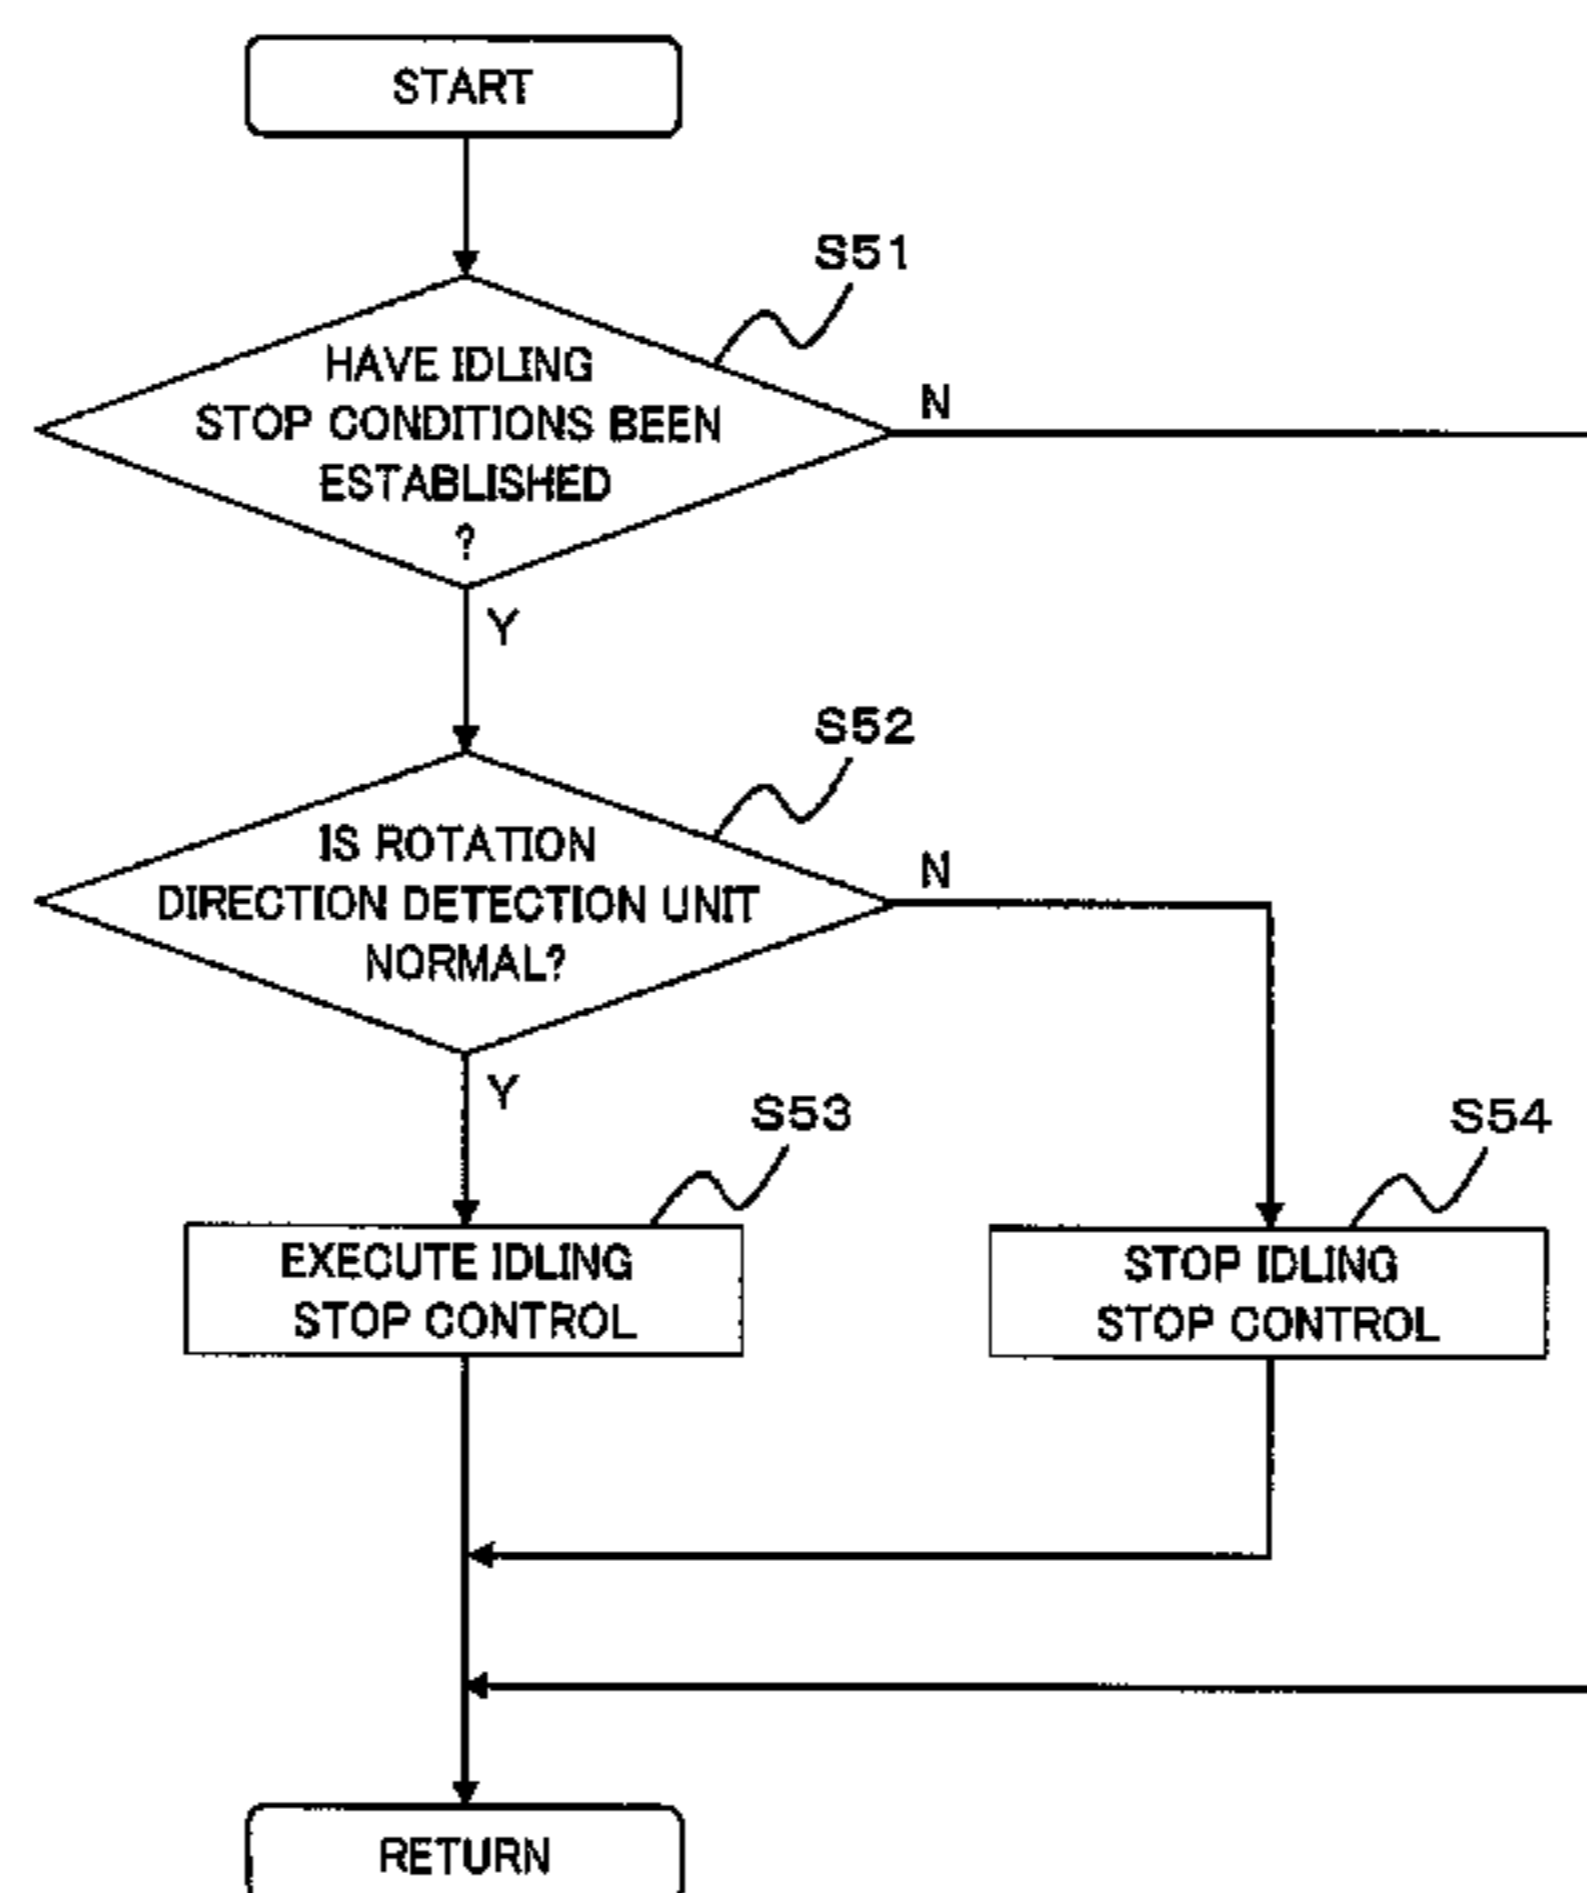 START
S51
HAVE IDLING
STOP CONDITIONS BEEN
ESTABLISHED
?
N
Y
S52
IS ROTATION
DIRECTION DETECTION UNIT
NORMAL?
N
Y
S53
EXECUTE IDLING
STOP CONTROL
S54
STOP IDLING
STOP CONTROL
RETURN